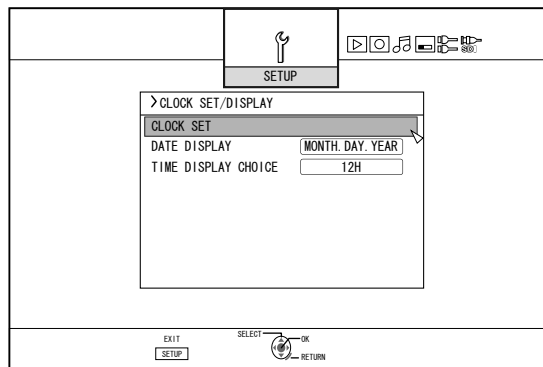 SETUP
>CLOCK SET/DISPLAY
CLOCK SET
DATE DISPLAY MONTH.DAY.YEAR
TIME DISPLAY CHOICE 12H
EXIT SELECT OK
SETUP RETURN